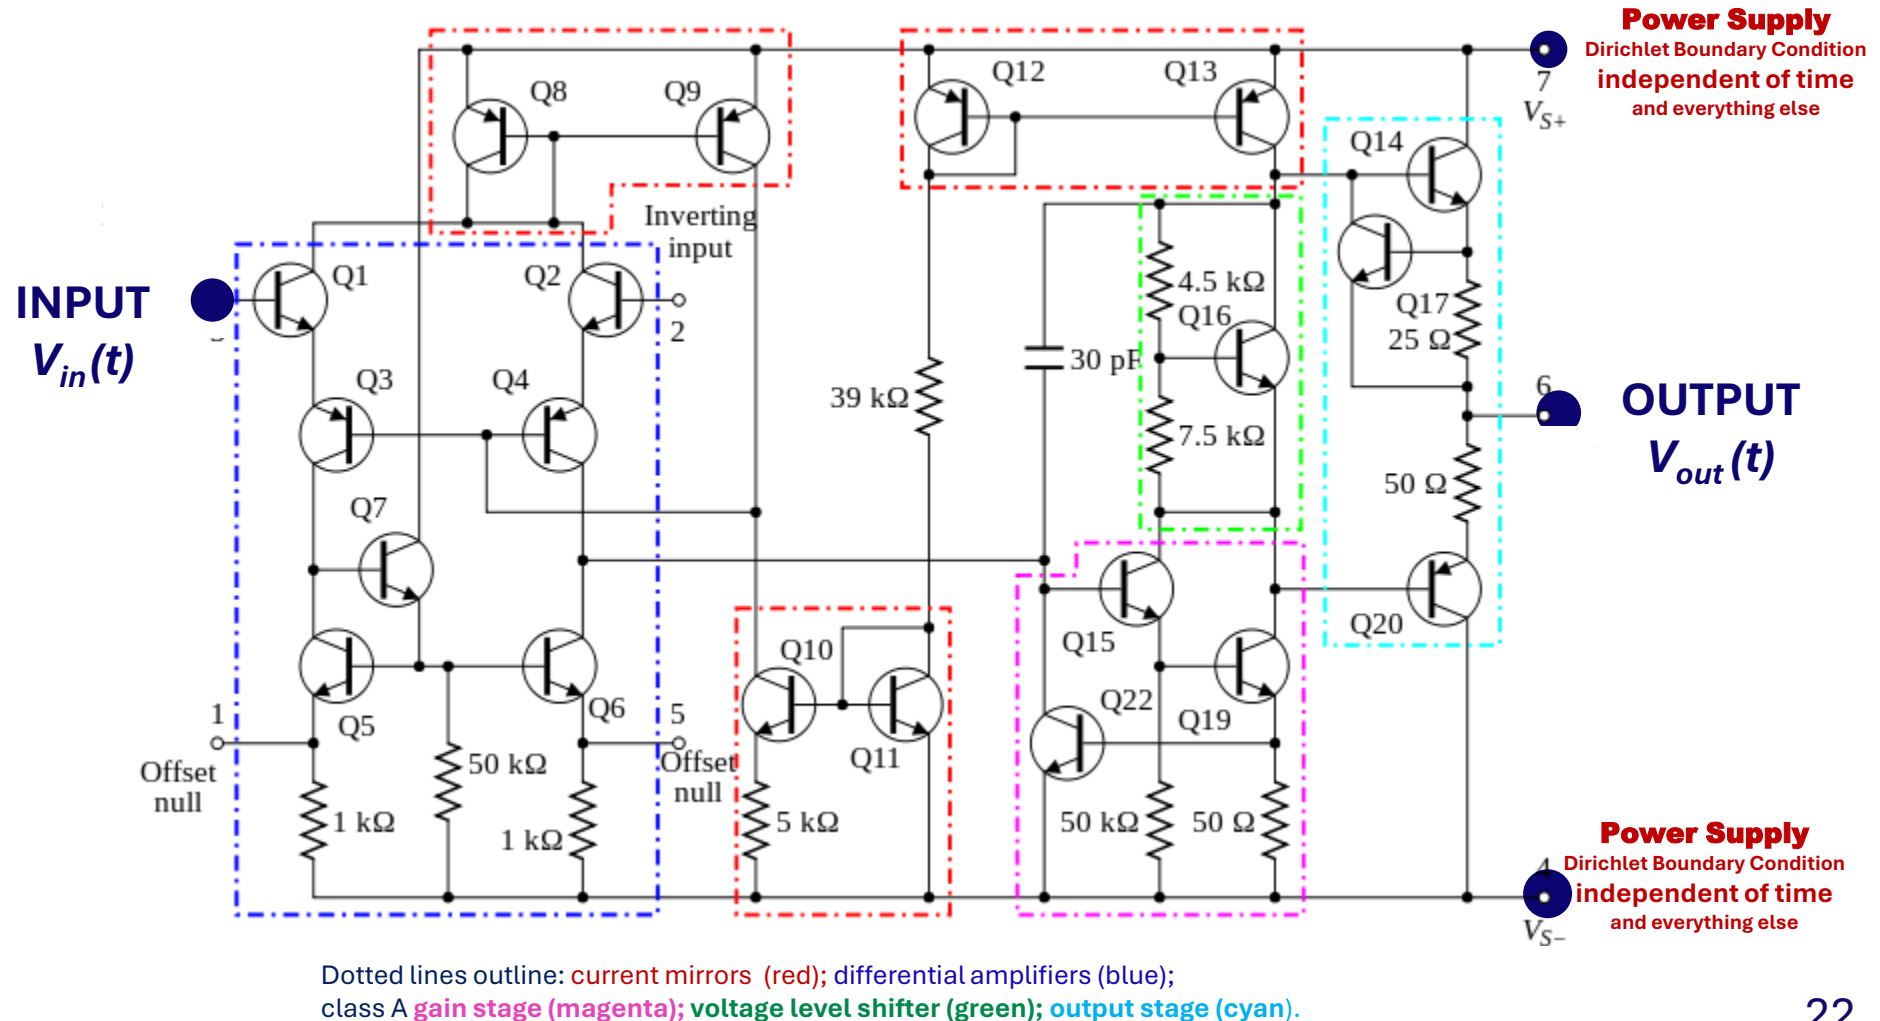 Power Supply
Dirichlet Boundary Condition
independent of time
and everything else
7
VS+
Q12
Q13
Q8
Q9
Q14
Inverting
input
INPUT
Vin(t)
Q1
Q2
2
4.5 kΩ
Q16
Q17
25 Ω
30 pF
Q3
Q4
39 kΩ
7.5 kΩ
6
OUTPUT
Vout(t)
50 Ω
Q7
Q15
Q20
Q10
Q22
Q19
1
Q5
Q6
5
Q11
Offset
null
50 kΩ
Offset
null
1 kΩ
1 kΩ
5 kΩ
50 kΩ
50 Ω
Power Supply
4
Dirichlet Boundary Condition
independent of time
and everything else
VS−
Dotted lines outline: current mirrors (red); differential amplifiers (blue);
class A gain stage (magenta); voltage level shifter (green); output stage (cyan).
22